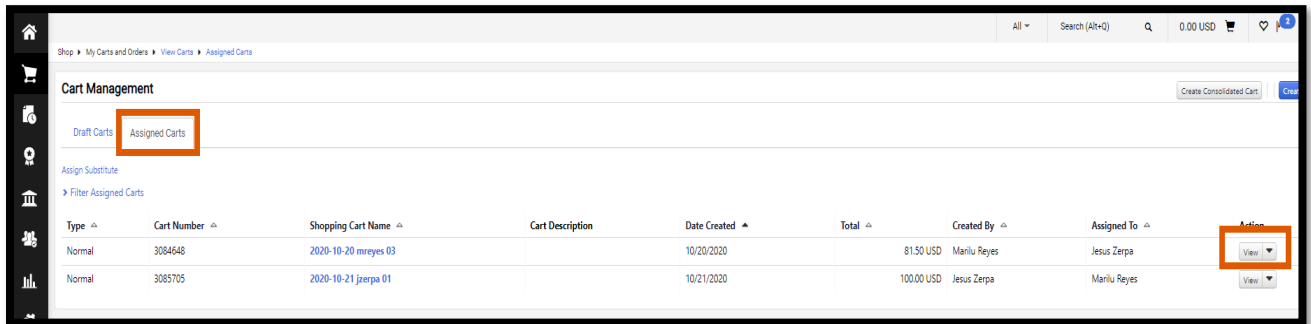 All Search (Alt+Q) 0.00 USD 2
Shop My Carts and Orders View Carts Assigned Carts
Cart Management
Create Consolidated Cart
Draft Carts Assigned Carts
Assign Substitute
Filter Assigned Carts
Type Cart Number Shopping Cart Name Cart Description Date Created Total Created By Assigned To Action
Normal 3084648 2020-10-20 mreyes 03 10/20/2020 81.50 USD Marilu Reyes Jesus Zerpa View
Normal 3085705 2020-10-21 jzerpa 01 10/21/2020 100.00 USD Jesus Zerpa Marilu Reyes View